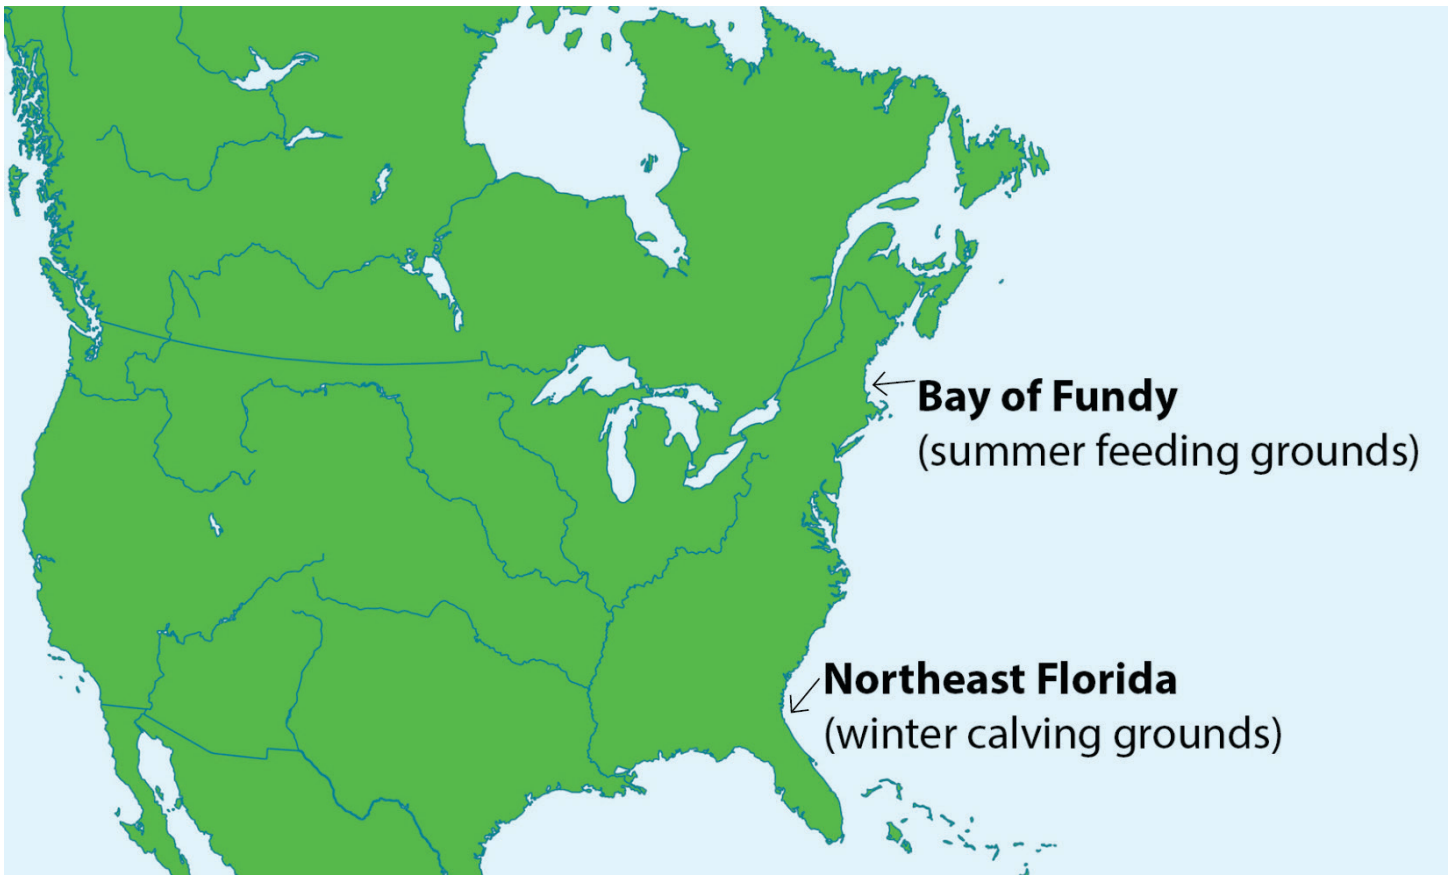 Bay of Fundy
(summer feeding grounds)
Northeast Florida
(winter calving grounds)